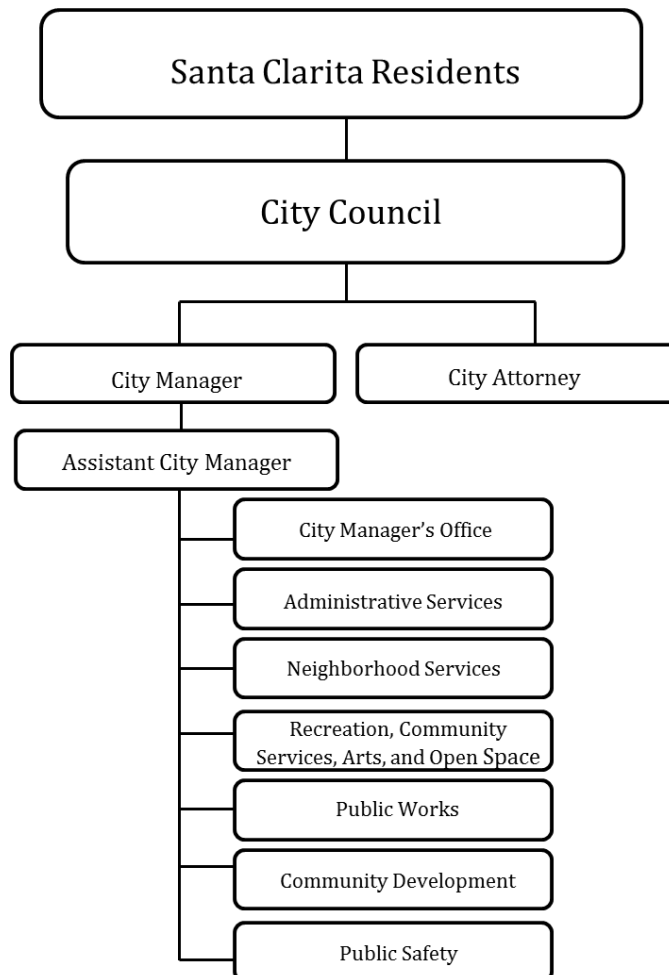 Santa Clarita Residents
City Council
City Manager
City Attorney
Assistant City Manager
City Manager’s Office
Administrative Services
Neighborhood Services
Recreation, Community
Services, Arts, and Open Space
Public Works
Community Development
Public Safety